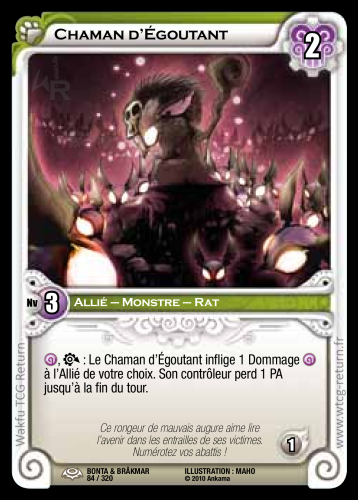 Chaman d'Égoutant
2
WR
Nv 3 Allié – Monstre – Rat
, : Le Chaman d'Égoutant inflige 1 Dommage
à l'Allié de votre choix. Son contrôleur perd 1 PA
jusqu'à la fin du tour.
Ce rongeur de mauvais augure aime lire
l'avenir dans les entrailles de ses victimes.
Numérotez vos abattis !
1
Wakfu TCG Return
www.wtcg-return.fr
BONTA & BRÂKMAR
84 / 320
ILLUSTRATION : MAHO
© 2010 Ankama